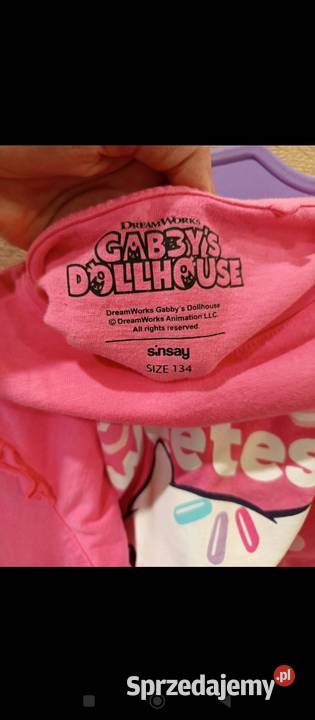 DREAMWORKS
GABBY'S
DOLLHOUSE
DreamWorks Gabby's Dollhouse
© DreamWorks Animation LLC.
All rights reserved.
sinsay
SIZE 134
etes
Sprzedajemy.pl